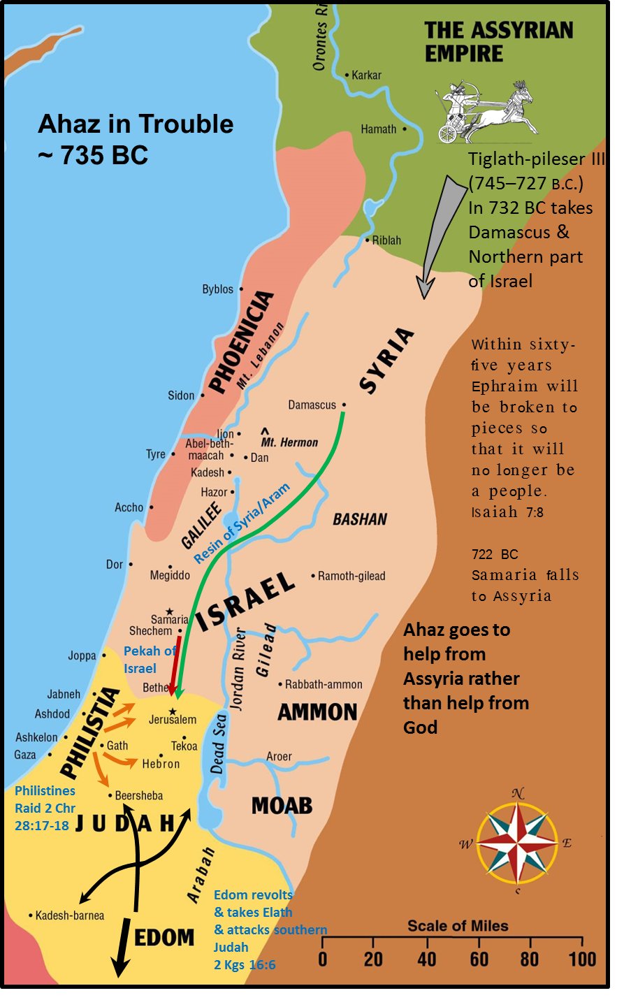 Orontes Ri
THE ASSYRIAN
EMPIRE
Karkar
Ahaz in Trouble
~ 735 BC
Hamath
Tiglath-pileser III
(745–727 B.C.)
In 732 BC takes
Damascus &
Northern part
of Israel
Riblah
Byblos
PHOENICIA
Mt. Lebanon
SYRIA
Within sixty-
five years
Ephraim will
be broken to
pieces so
that it will
no longer be
a people.
Isaiah 7:8
Sidon
Damascus
Ijon
Abel-beth-
maacah
Mt. Hermon
Tyre
Dan
Kadesh
Hazor
Accho
GALILEE
Resin of Syria/Aram
BASHAN
722 BC
Samaria falls
to Assyria
Dor
Megiddo
Ramoth-gilead
ISRAEL
Samaria
Shechem
Ahaz goes to
help from
Assyria rather
than help from
God
Pekah of
Israel
Joppa
Jordan River
Gilead
Bethe
Rabbath-ammon
Jabneh
PHILISTIA
Ashdod
Jerusalem
AMMON
Ashkelon
Gath
Tekoa
Dead Sea
Gaza
Hebron
Aroer
Philistines
Raid 2 Chr
28:17-18
Beersheba
MOAB
JUDAH
N
W
E
Arabah
Edom revolts
& takes Elath
& attacks southern
Judah
2 Kgs 16:6
Kadesh-barnea
EDOM
Scale of Miles
0 20 40 60 80 100